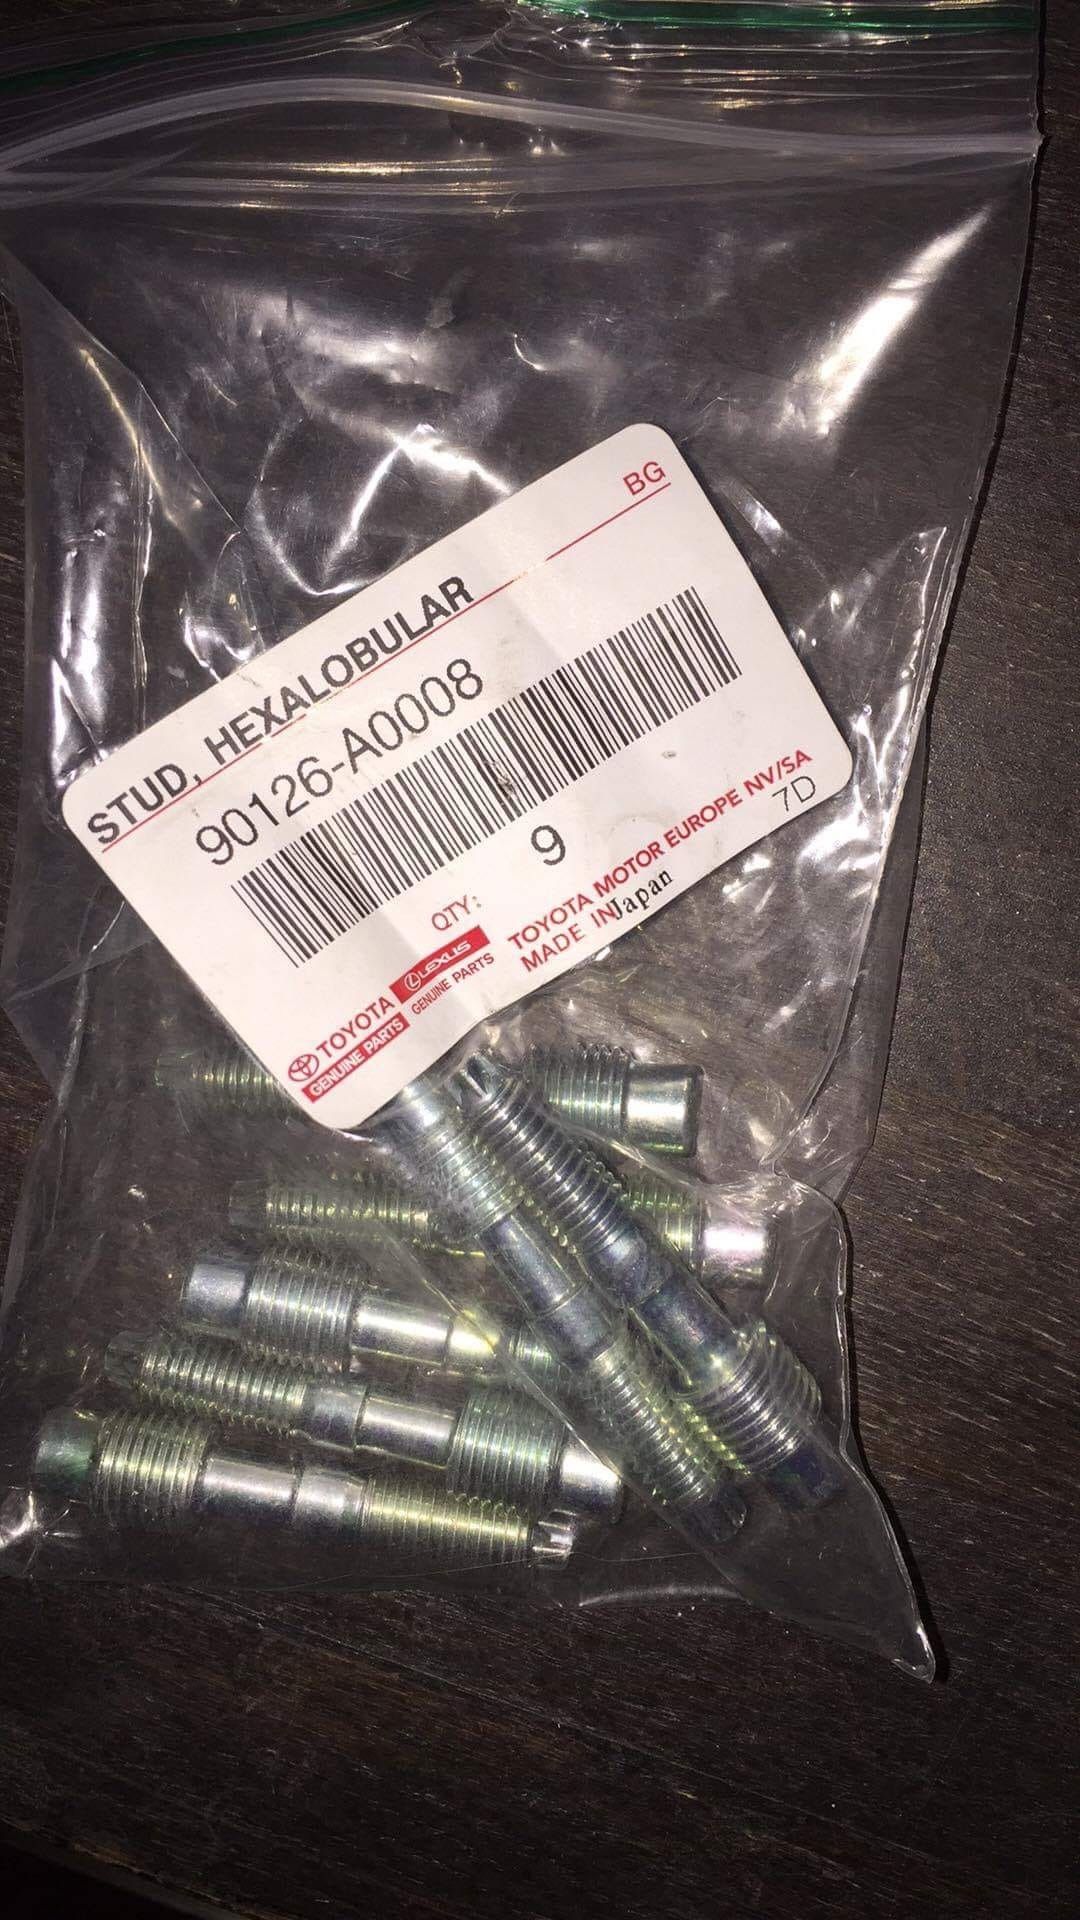 BG
STUD, HEXALOBULAR
90126-A0008
QTY: 9
TOYOTA
GENUINE PARTS
LEXUS
GENUINE PARTS
TOYOTA MOTOR EUROPE NV/SA
MADE IN Japan
7D